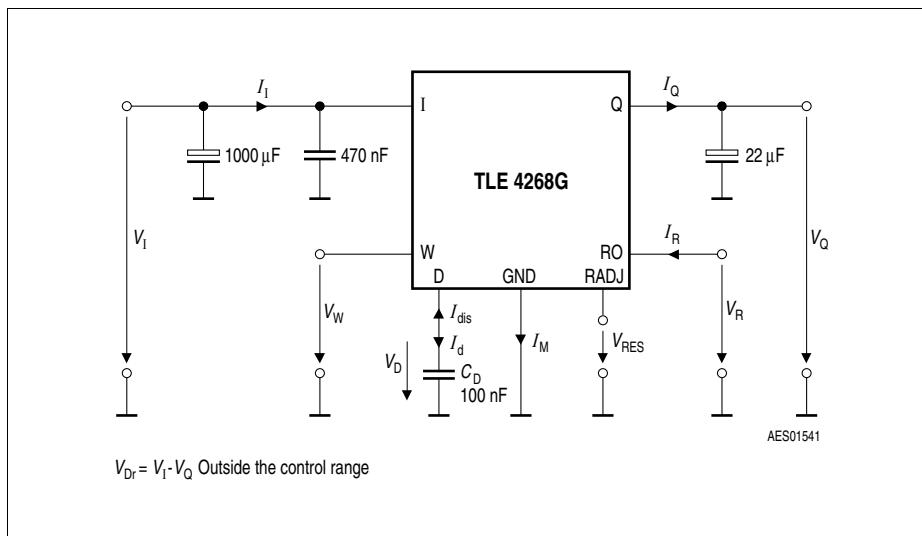 I_I
I_Q
I
Q
1000 µF
470 nF
22 µF
TLE 4268G
V_I
I_R
V_Q
W
RO
D
GND
RADJ
V_W
I_dis
V_R
I_d
I_M
V_RES
V_D
C_D
100 nF
AES01541
V_Dr = V_I-V_Q Outside the control range